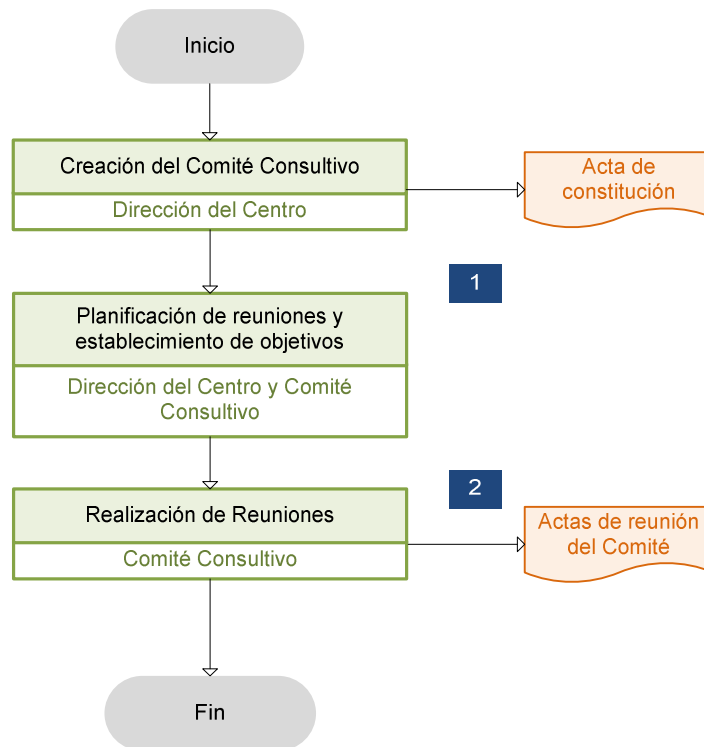 Inicio
Creación del Comité Consultivo
Dirección del Centro
Acta de
constitución
1
Planificación de reuniones y
establecimiento de objetivos
Dirección del Centro y Comité
Consultivo
2
Realización de Reuniones
Comité Consultivo
Actas de reunión
del Comité
Fin